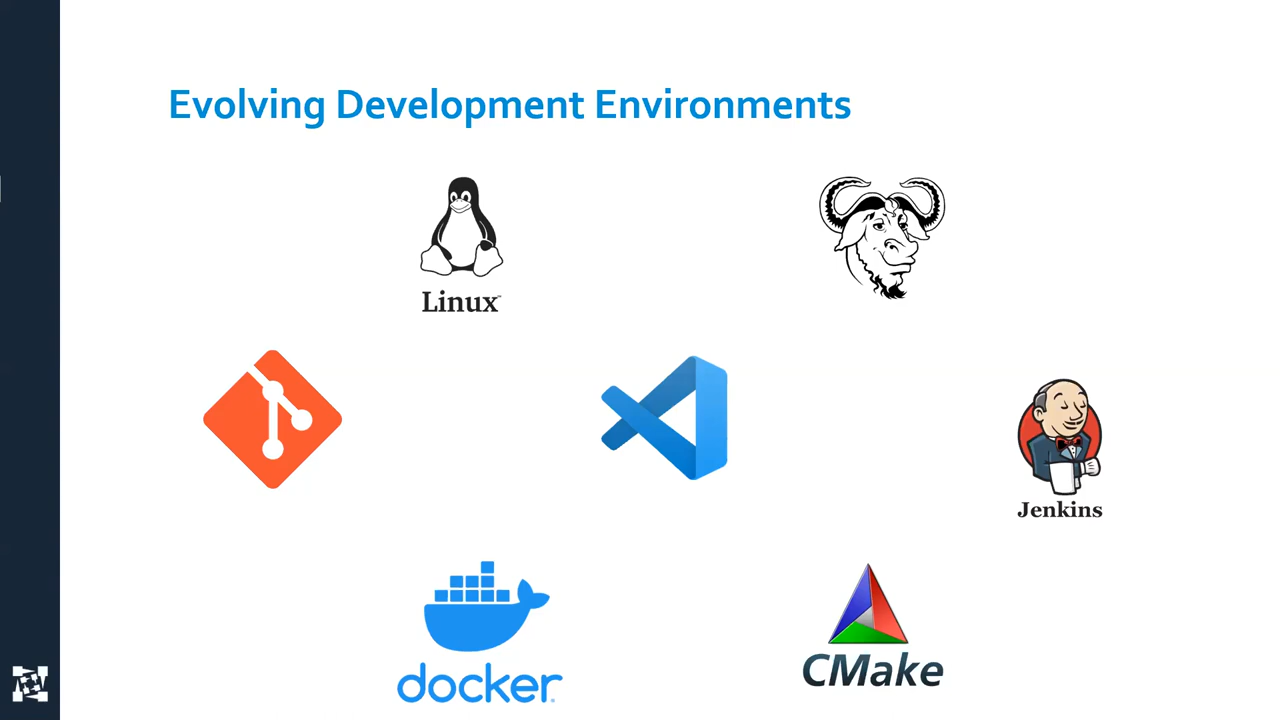 Evolving Development Environments
Linux
Jenkins
docker
CMake